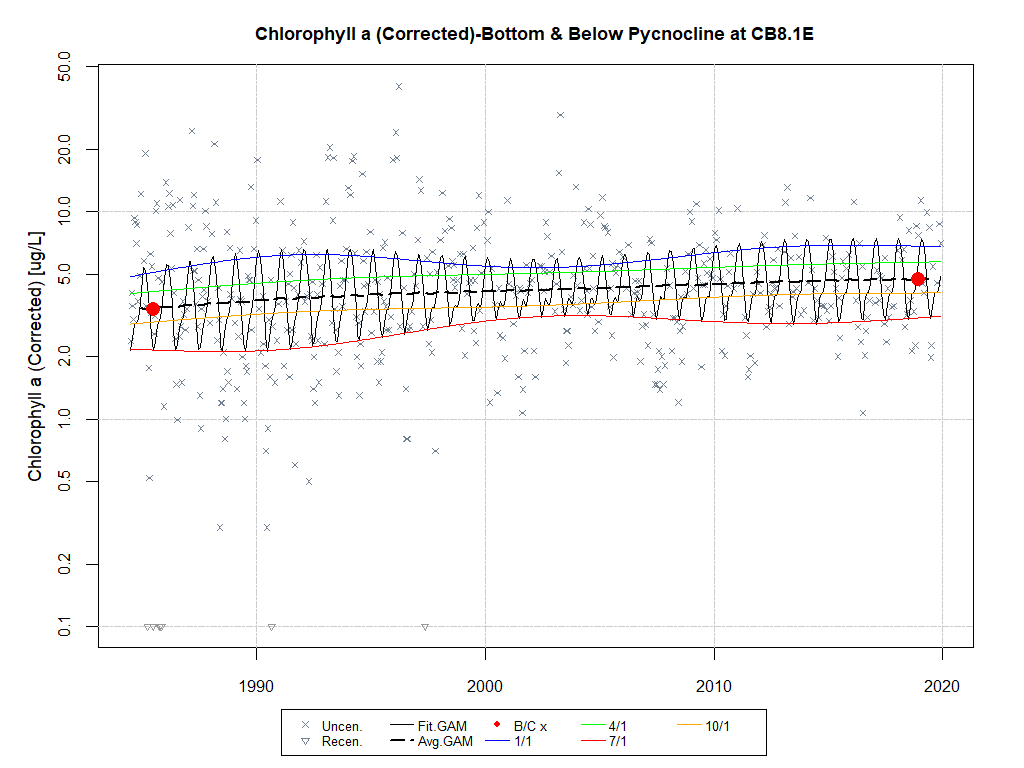 Chlorophyll a (Corrected)-Bottom & Below Pycnocline at CB8.1E
Chlorophyll a (Corrected) [ug/L]
50.0
20.0
10.0
5.0
2.0
1.0
0.5
0.2
0.1
1990 2000 2010 2020
Uncen. Fit.GAM B/C x 4/1 10/1
Recen. Avg.GAM 1/1 7/1